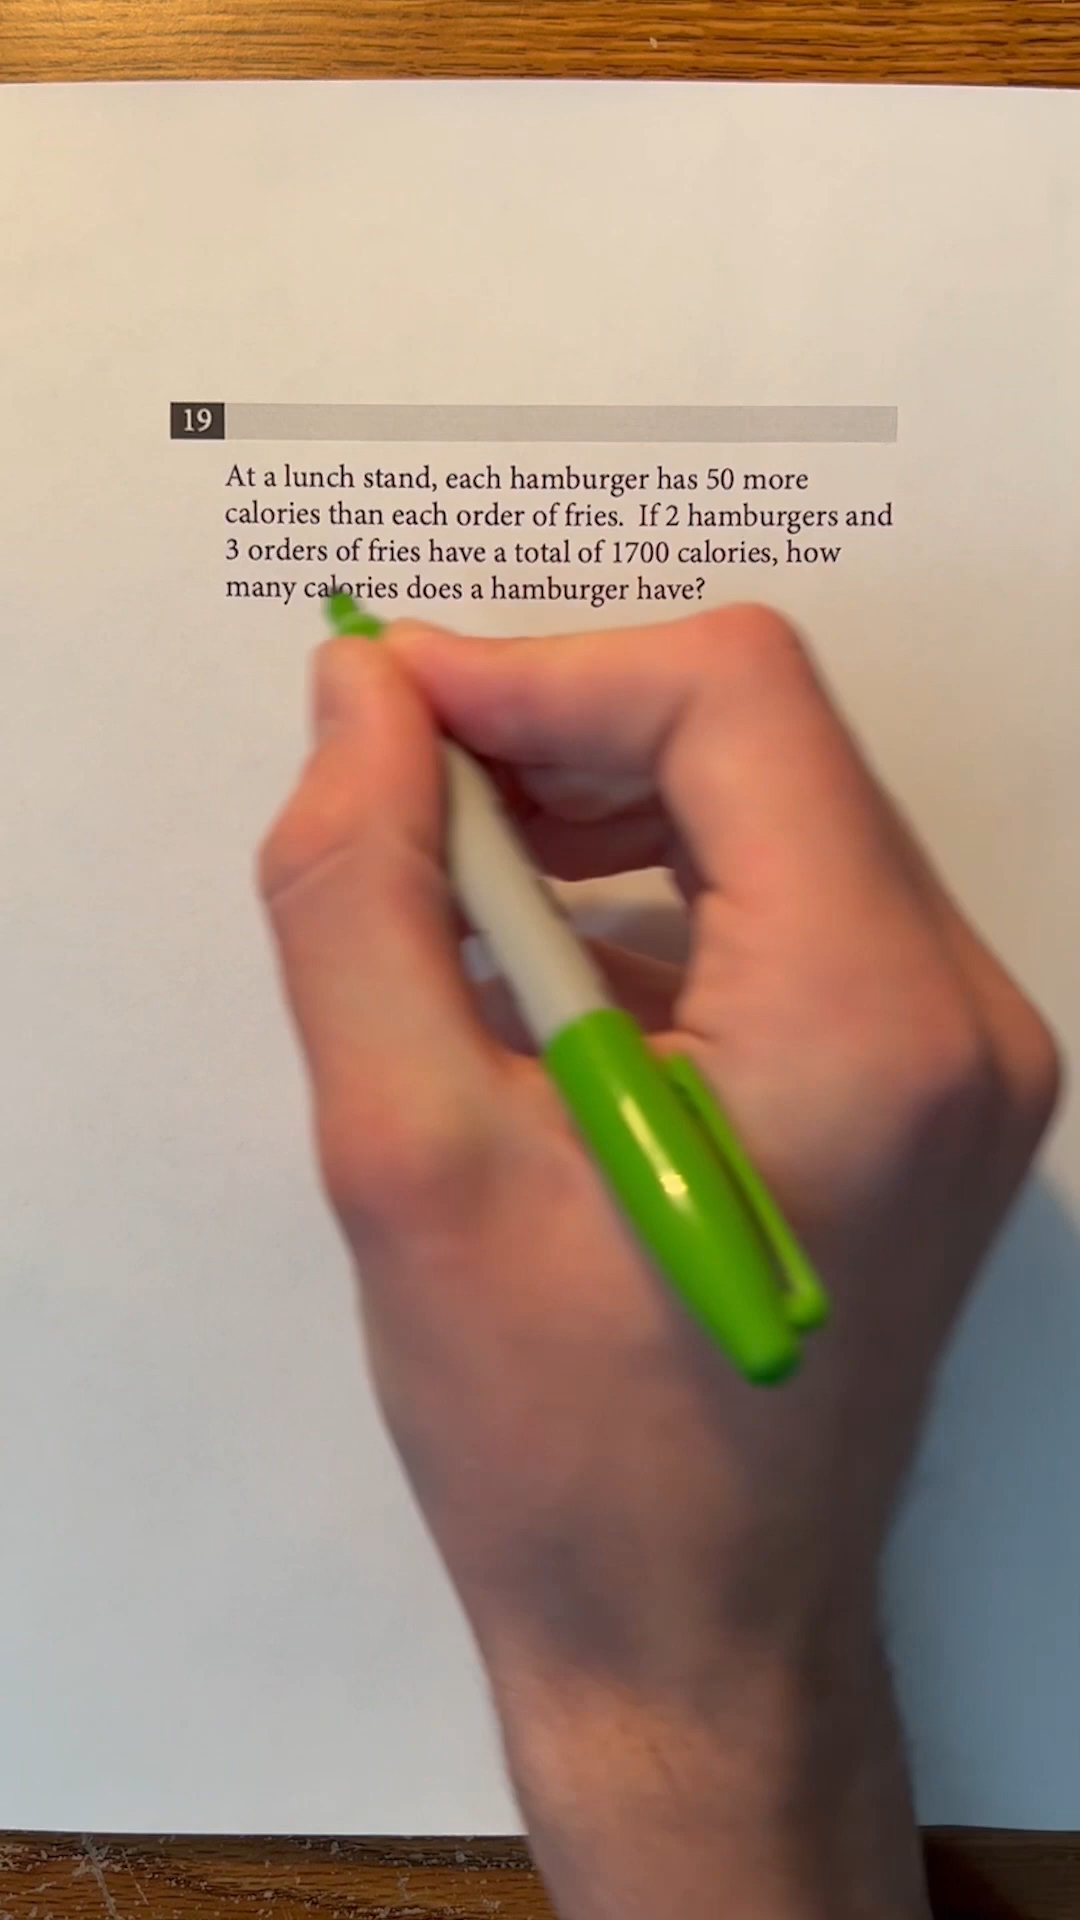 19
At a lunch stand, each hamburger has 50 more
calories than each order of fries. If 2 hamburgers and
3 orders of fries have a total of 1700 calories, how
many calories does a hamburger have?